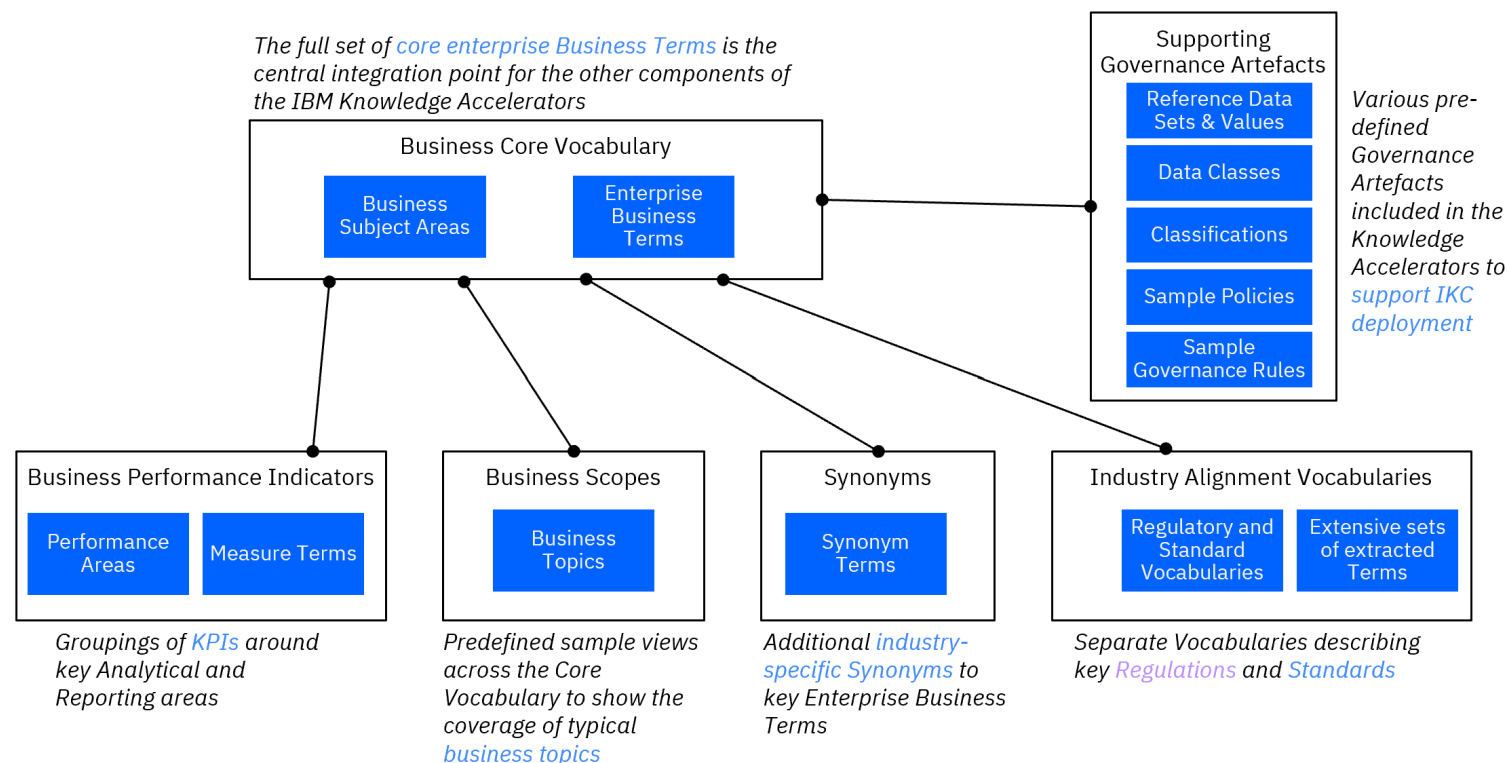 The full set of core enterprise Business Terms is the
central integration point for the other components of
the IBM Knowledge Accelerators
Business Core Vocabulary
Business
Subject Areas
Enterprise
Business
Terms
Supporting
Governance Artefacts
Reference Data
Sets & Values
Data Classes
Classifications
Sample Policies
Sample
Governance Rules
Various pre-
defined
Governance
Artefacts
included in the
Knowledge
Accelerators to
support IKC
deployment
Business Performance Indicators
Performance
Areas
Measure Terms
Groupings of KPIs around
key Analytical and
Reporting areas
Business Scopes
Business
Topics
Predefined sample views
across the Core
Vocabulary to show the
coverage of typical
business topics
Synonyms
Synonym
Terms
Additional industry-
specific Synonyms to
key Enterprise Business
Terms
Industry Alignment Vocabularies
Regulatory and
Standard
Vocabularies
Extensive sets
of extracted
Terms
Separate Vocabularies describing
key Regulations and Standards